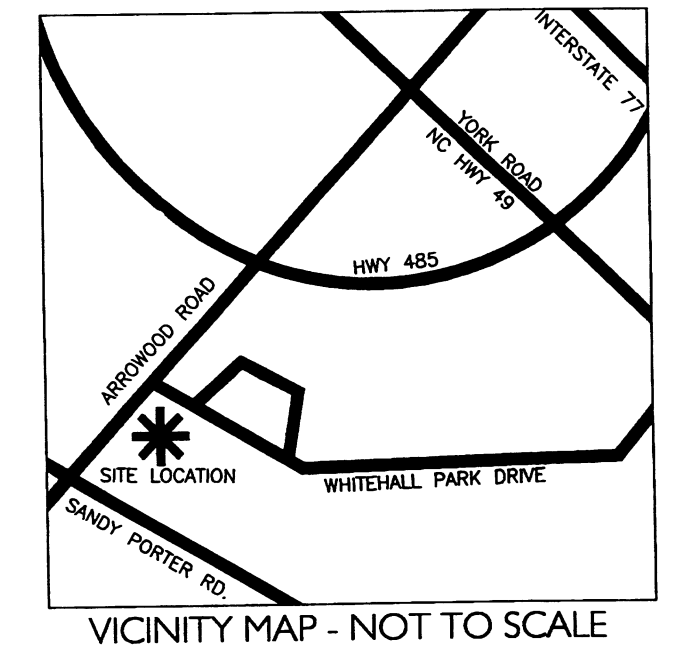 INTERSTATE 77
YORK ROAD
NC HWY 49
HWY 485
ARROWOOD ROAD
SITE LOCATION
WHITEHALL PARK DRIVE
SANDY PORTER RD.
VICINITY MAP - NOT TO SCALE